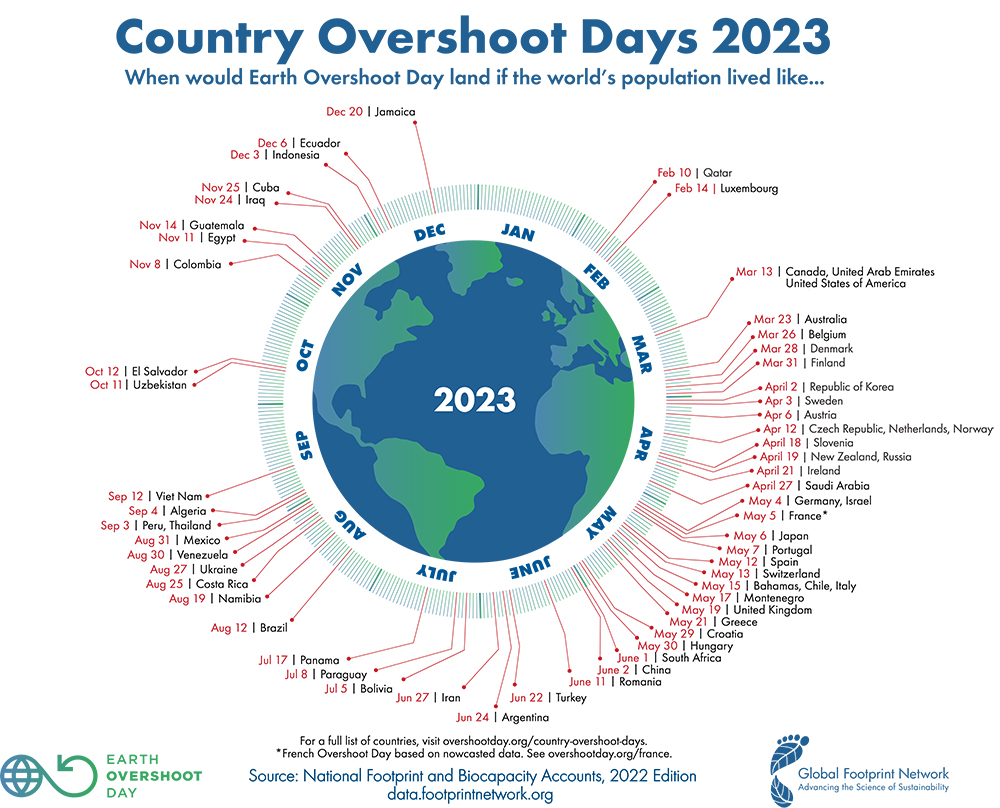 Country Overshoot Days 2023
When would Earth Overshoot Day land if the world's population lived like...
Dec 20 | Jamaica
Dec 6 | Ecuador
Dec 3 | Indonesia
Nov 25 | Cuba
Nov 24 | Iraq
Nov 14 | Guatemala
Nov 11 | Egypt
Nov 8 | Colombia
Oct 12 | El Salvador
Oct 11 | Uzbekistan
Sep 12 | Viet Nam
Sep 4 | Algeria
Sep 3 | Peru, Thailand
Aug 31 | Mexico
Aug 30 | Venezuela
Aug 27 | Ukraine
Aug 25 | Costa Rica
Aug 19 | Namibia
Aug 12 | Brazil
Jul 17 | Panama
Jul 8 | Paraguay
Jul 5 | Bolivia
Jun 27 | Iran
Jun 24 | Argentina
Jun 22 | Turkey
Feb 10 | Qatar
Feb 14 | Luxembourg
Mar 13 | Canada, United Arab Emirates
United States of America
Mar 23 | Australia
Mar 26 | Belgium
Mar 28 | Denmark
Mar 31 | Finland
April 2 | Republic of Korea
Apr 3 | Sweden
Apr 6 | Austria
Apr 12 | Czech Republic, Netherlands, Norway
April 18 | Slovenia
April 19 | New Zealand, Russia
April 21 | Ireland
April 27 | Saudi Arabia
May 4 | Germany, Israel
May 5 | France*
May 6 | Japan
May 7 | Portugal
May 12 | Spain
May 13 | Switzerland
May 15 | Bahamas, Chile, Italy
May 17 | Montenegro
May 19 | United Kingdom
May 21 | Greece
May 29 | Croatia
May 30 | Hungary
June 1 | South Africa
June 2 | China
June 11 | Romania
JAN
FEB
MAR
APR
MAY
JUNE
JULY
AUG
SEP
OCT
NOV
DEC
2023
For a full list of countries, visit overshootday.org/country-overshoot-days.
*French Overshoot Day based on nowcasted data. See overshootday.org/france.
Source: National Footprint and Biocapacity Accounts, 2022 Edition
data.footprintnetwork.org
EARTH
OVERSHOOT
DAY
Global Footprint Network
Advancing the Science of Sustainability